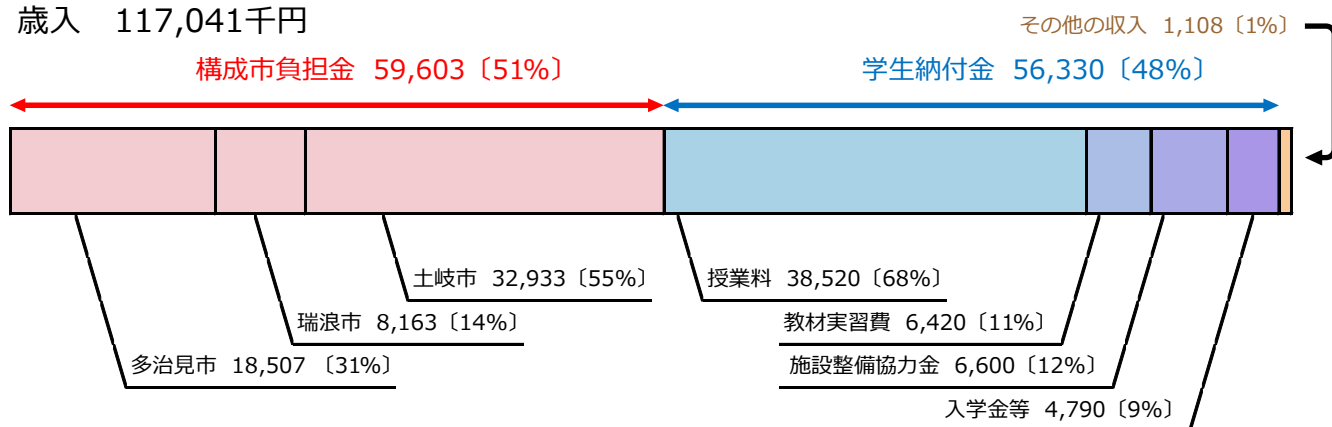 歳入　117,041千円
その他の収入 1,108〔1%〕
構成市負担金 59,603〔51%〕
学生納付金 56,330〔48%〕
土岐市 32,933〔55%〕
授業料 38,520〔68%〕
瑞浪市 8,163〔14%〕
教材実習費 6,420〔11%〕
多治見市 18,507 〔31%〕
施設整備協力金 6,600〔12%〕
入学金等 4,790〔9%〕